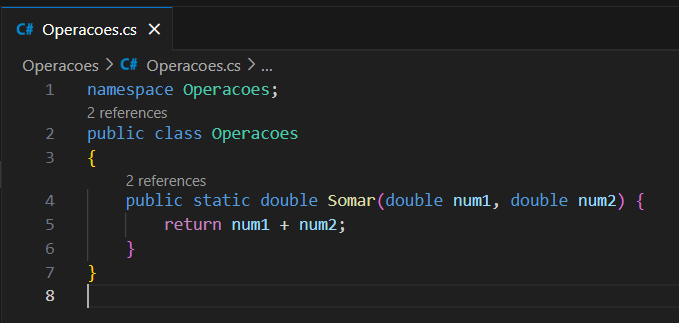 C# Operacoes.cs ×
Operacoes > C# Operacoes.cs > ...
1 namespace Operacoes;
2 references
2 public class Operacoes
3 {
2 references
4 public static double Somar(double num1, double num2) {
5 return num1 + num2;
6 }
7 }
8